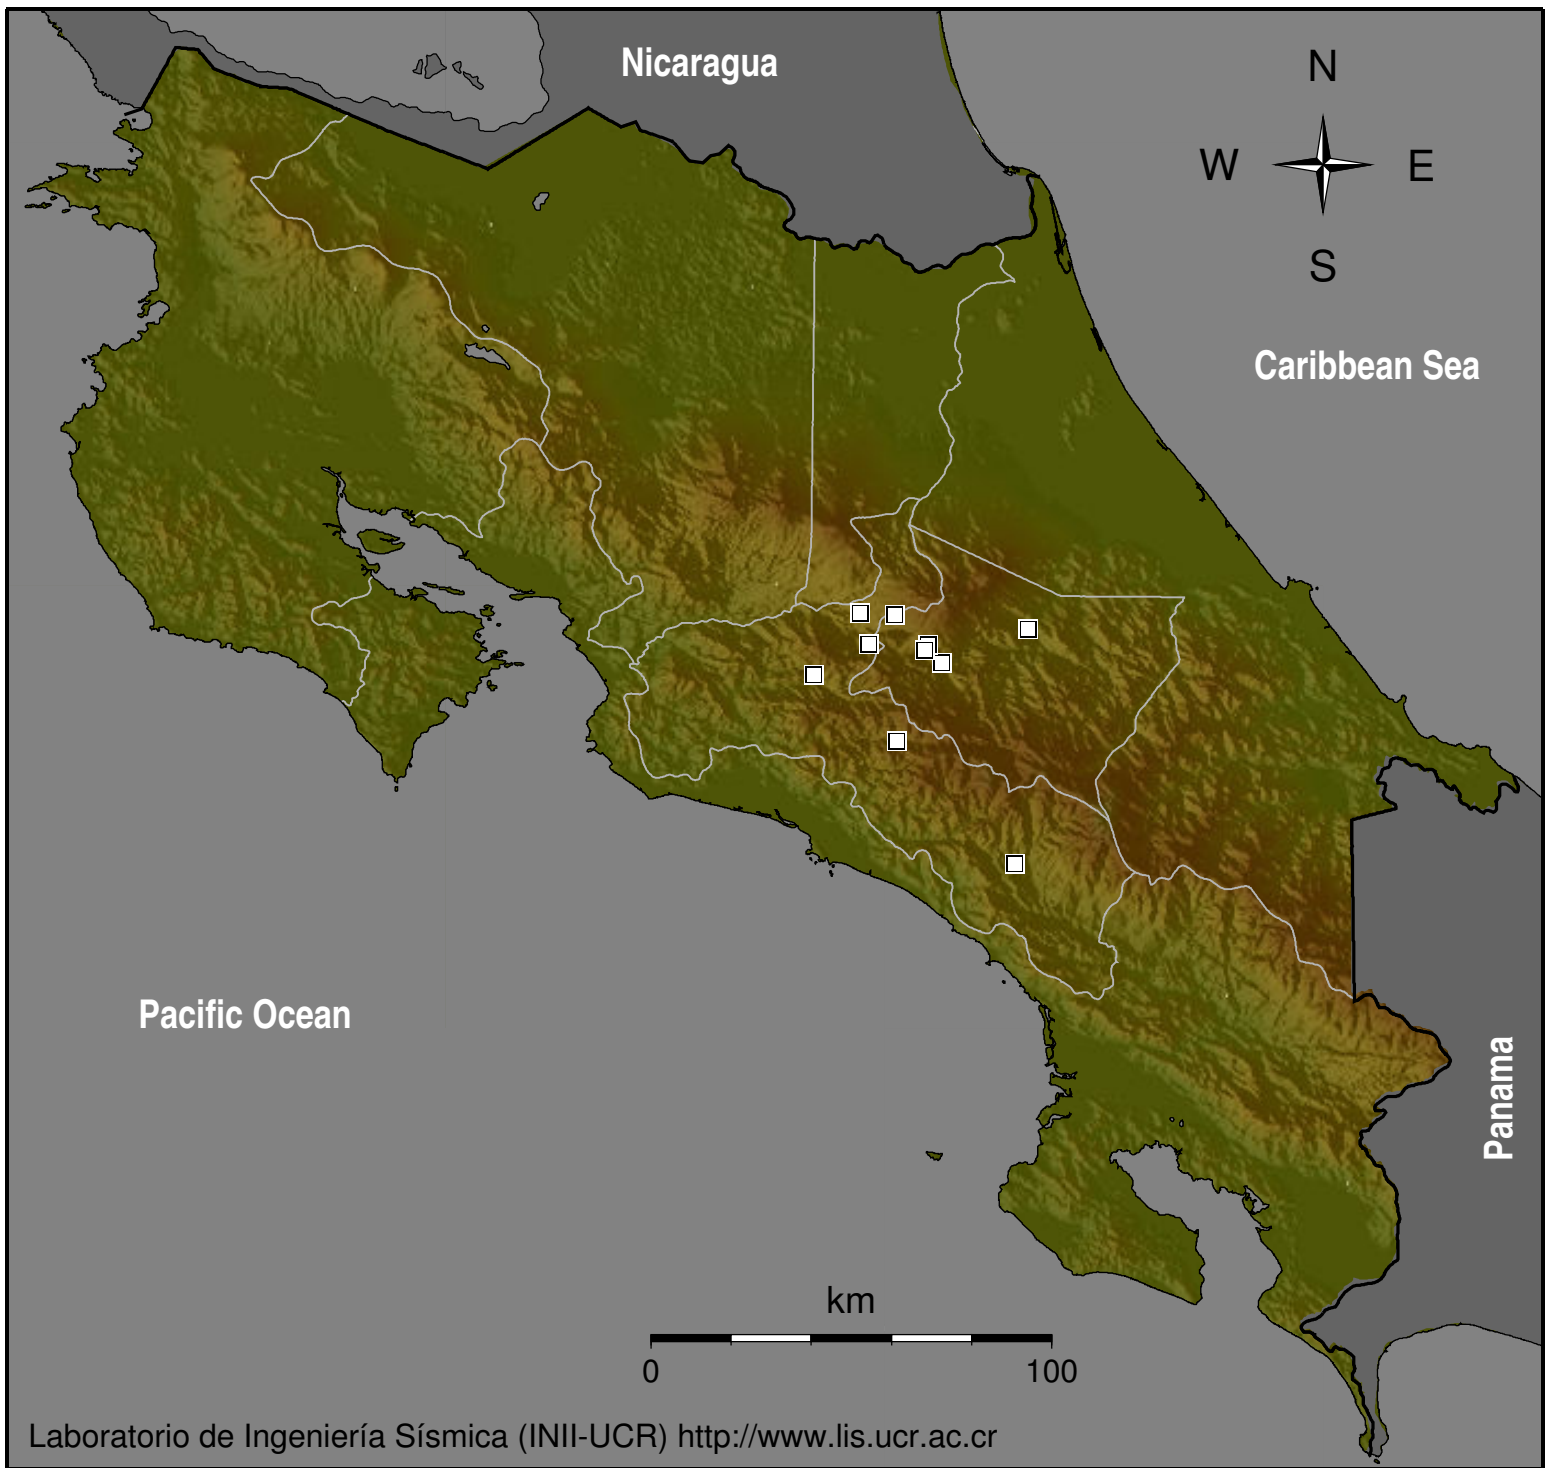 Nicaragua
N
W
E
S
Caribbean Sea
Pacific Ocean
Panama
km
0
100
Laboratorio de Ingeniería Sísmica (INII-UCR) http://www.lis.ucr.ac.cr